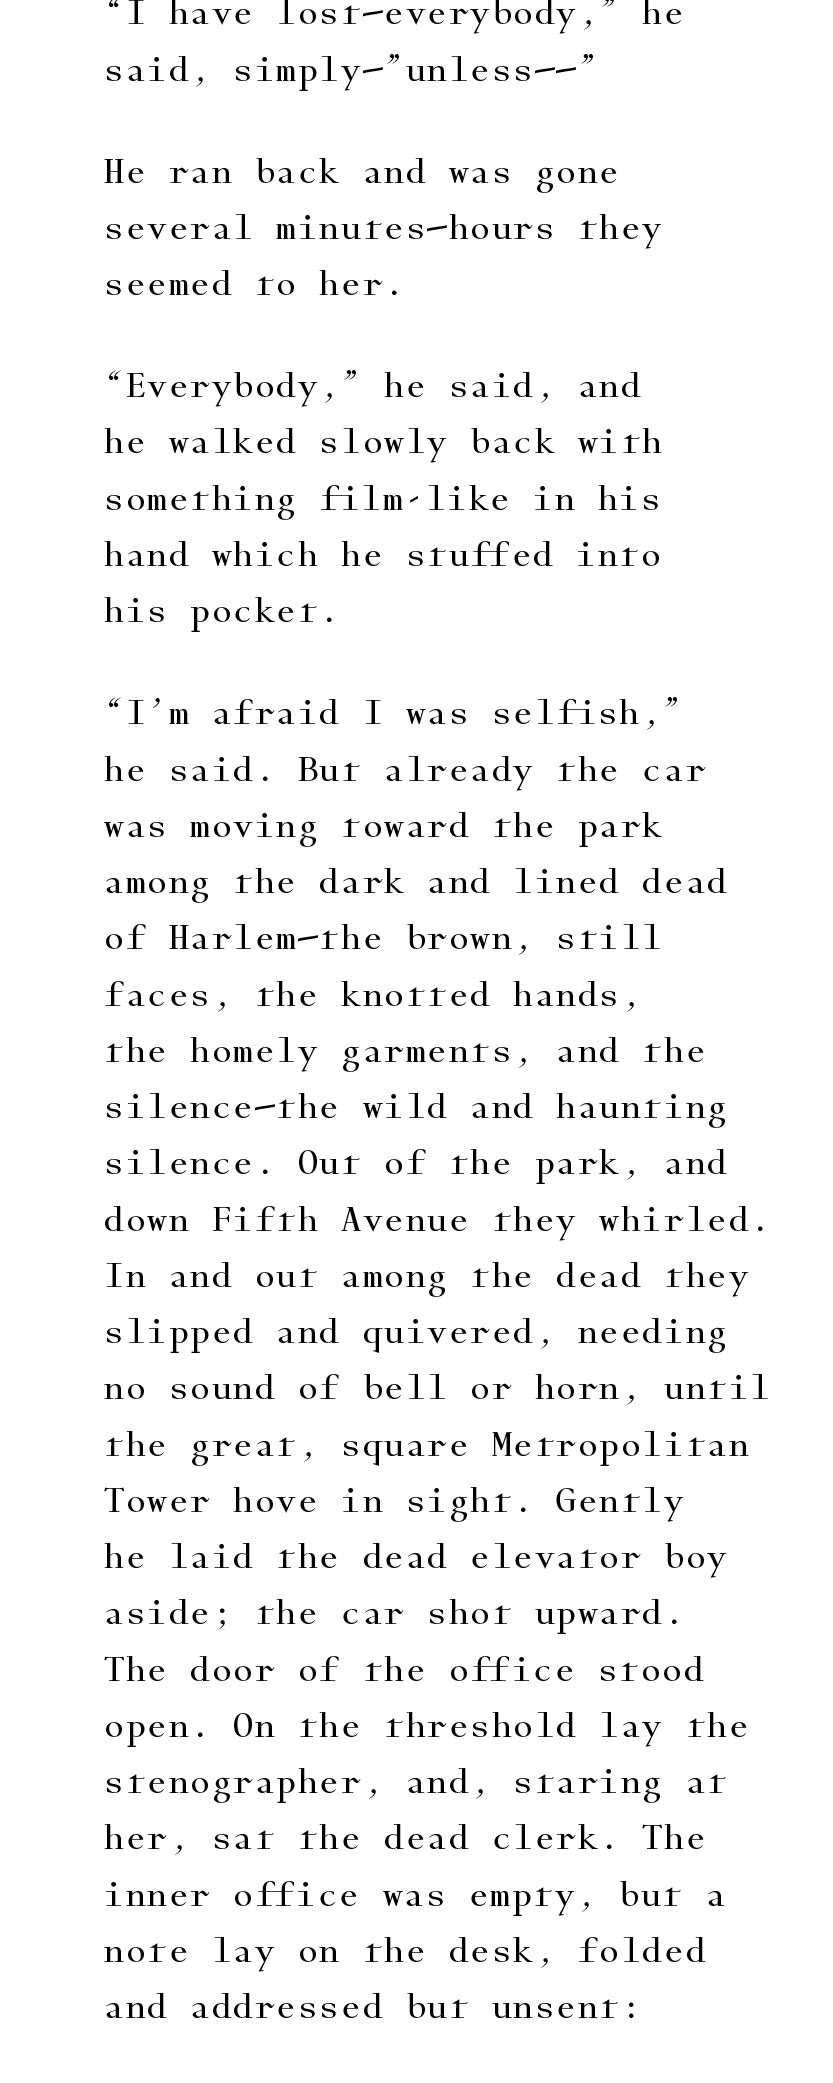 “I have lost—everybody,” he
said, simply—”unless——”
He ran back and was gone
several minutes—hours they
seemed to her.
“Everybody,” he said, and
he walked slowly back with
something film-like in his
hand which he stuffed into
his pocket.
“I’m afraid I was selfish,”
he said. But already the car
was moving toward the park
among the dark and lined dead
of Harlem—the brown, still
faces, the knotted hands,
the homely garments, and the
silence—the wild and haunting
silence. Out of the park, and
down Fifth Avenue they whirled.
In and out among the dead they
slipped and quivered, needing
no sound of bell or horn, until
the great, square Metropolitan
Tower hove in sight. Gently
he laid the dead elevator boy
aside; the car shot upward.
The door of the office stood
open. On the threshold lay the
stenographer, and, staring at
her, sat the dead clerk. The
inner office was empty, but a
note lay on the desk, folded
and addressed but unsent: